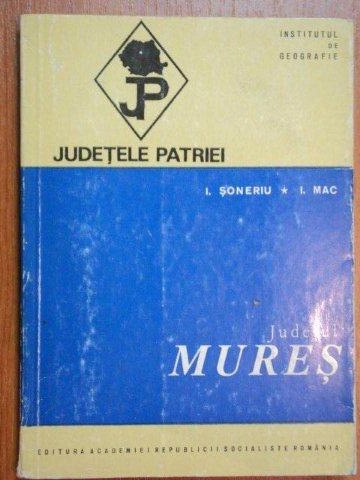 INSTITUTUL
DE
GEOGRAFIE
JP
JUDEȚELE PATRIEI
I. ȘONERIU ★ I. MAC
Județul
MUREȘ
EDITURA ACADEMIEI REPUBLICII SOCIALISTE ROMÂNIA